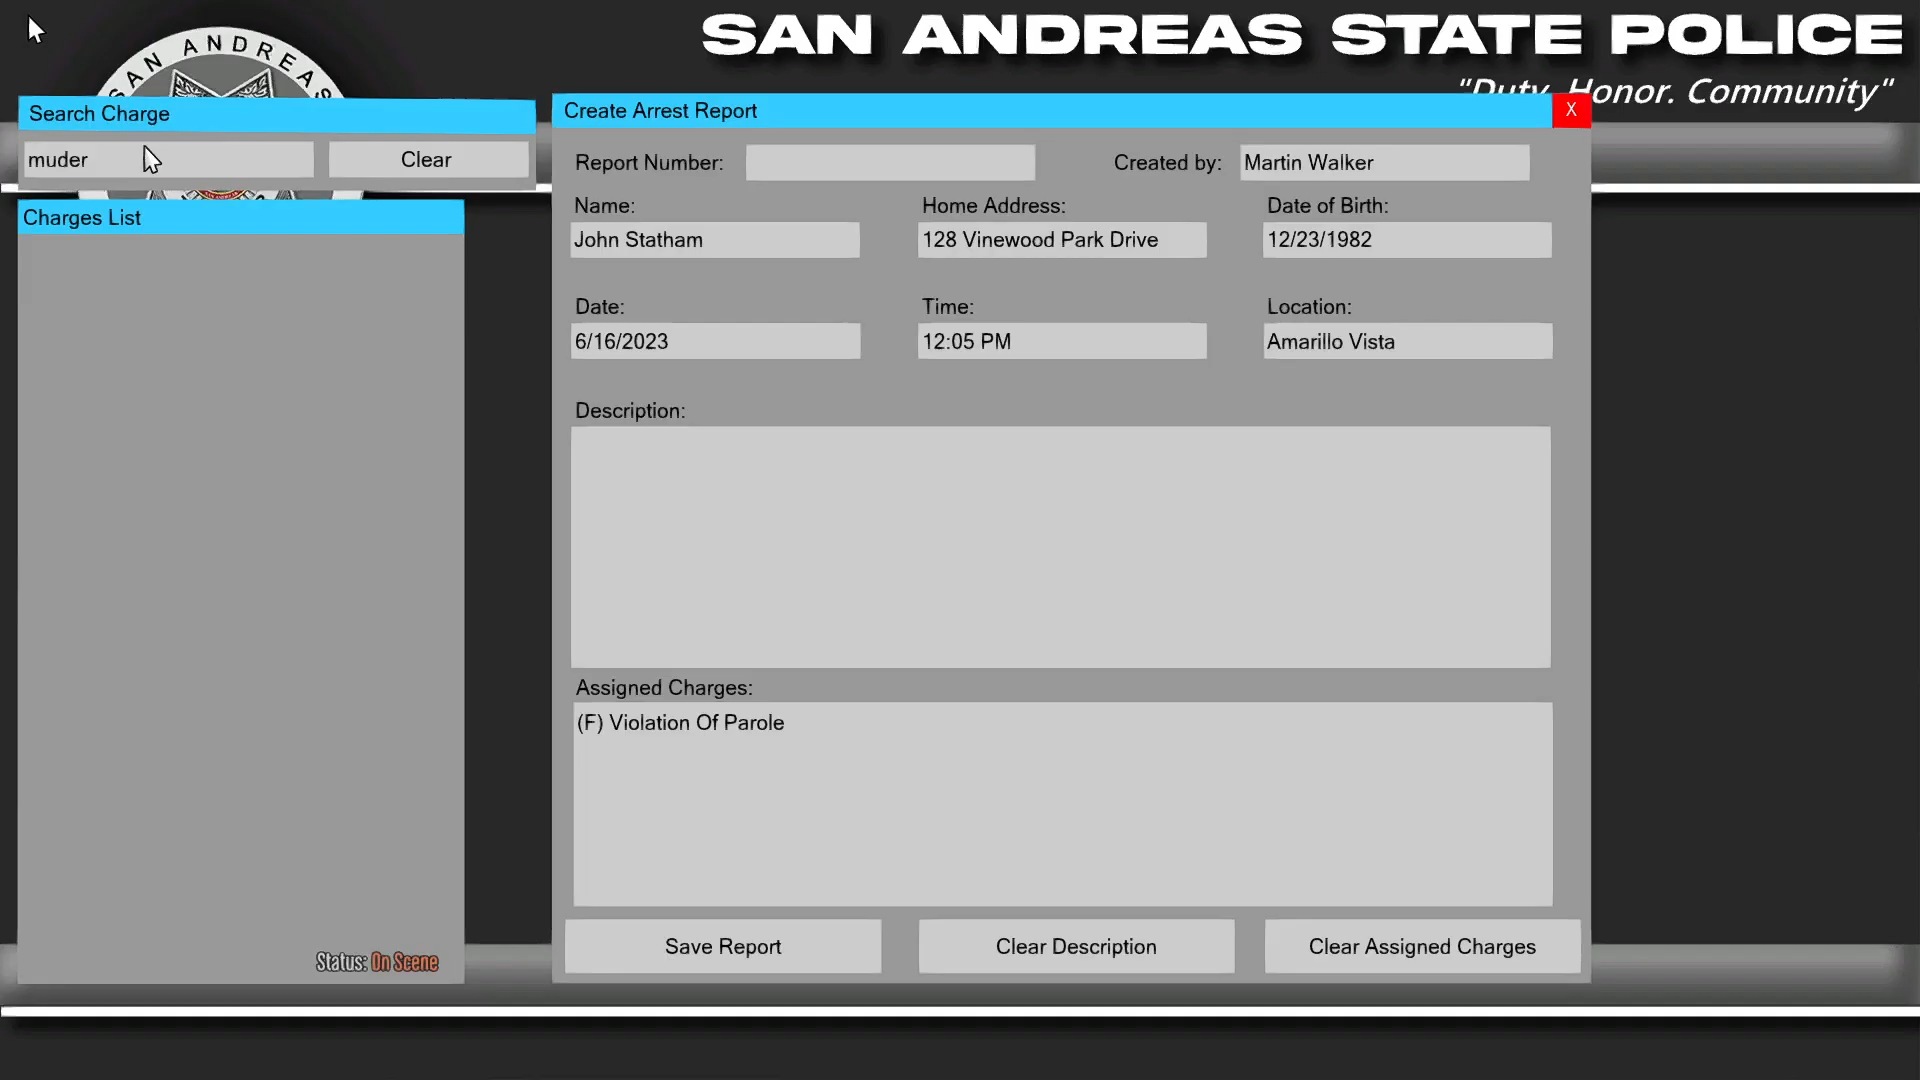 SAN ANDREAS STATE POLICE
"Duty. Honor. Community"
SAN ANDREAS
Search Charge
muder
Clear
Charges List
Status: On Scene
Create Arrest Report
X
Report Number:
Created by: Martin Walker
Name: Home Address: Date of Birth:
John Statham 128 Vinewood Park Drive 12/23/1982
Date: Time: Location:
6/16/2023 12:05 PM Amarillo Vista
Description:
Assigned Charges:
(F) Violation Of Parole
Save Report Clear Description Clear Assigned Charges